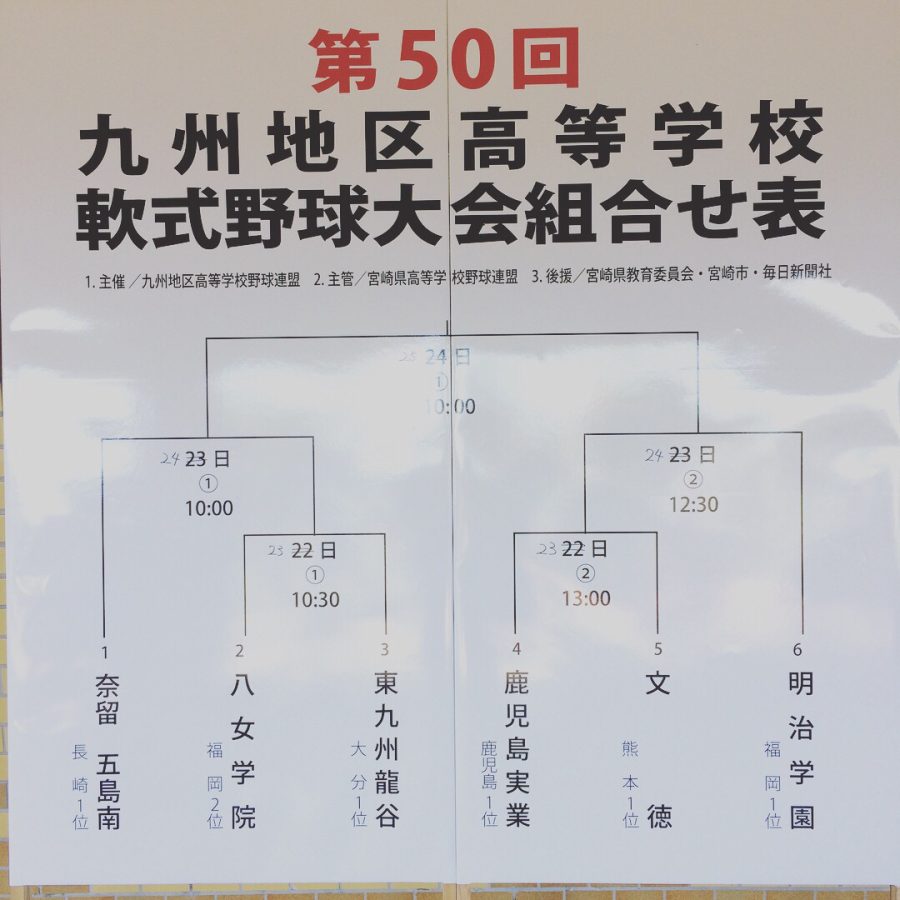 第50回
九州地区高等学校
軟式野球大会組合せ表
1. 主催／九州地区高等学校野球連盟 2. 主管／宮崎県高等学校野球連盟 3. 後援／宮崎県教育委員会・宮崎市・毎日新聞社
25 24日
①
10:00
24 23日
①
10:00
24 23日
②
12:30
23 22日
①
10:30
23 22日
②
13:00
1
奈留 五島南
長崎1位
2
八女学院
福岡2位
3
東九州龍谷
大分1位
4
鹿児島実業
鹿児島1位
5
文徳
熊本1位
6
明治学園
福岡1位